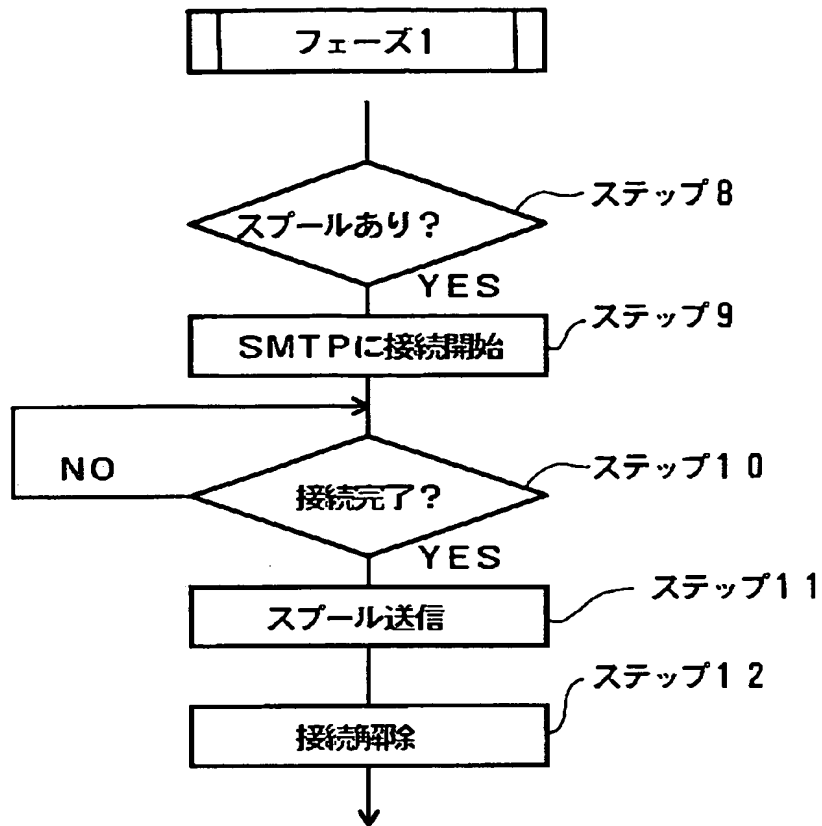 フェーズ1
スプールあり?
ステップ8
YES
SMTPに接続開始
ステップ9
NO
接続完了?
ステップ10
YES
スプール送信
ステップ11
接続解除
ステップ12